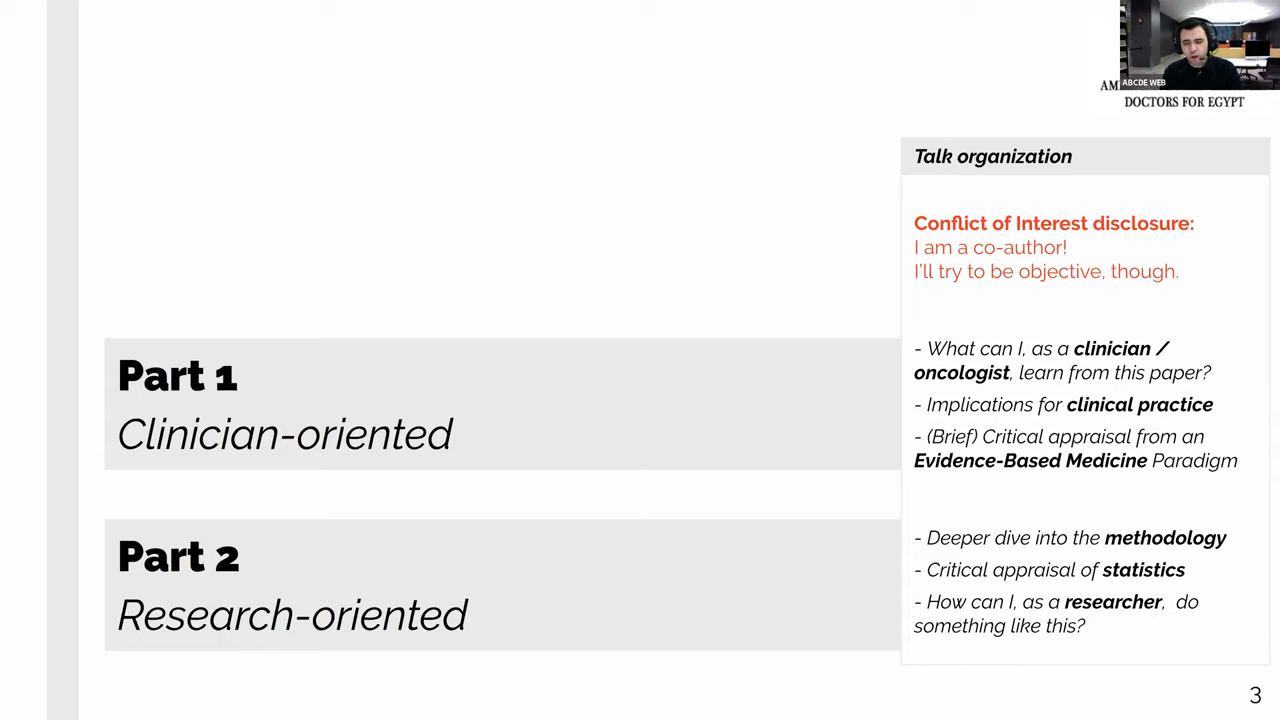 ABCDE WEB
DOCTORS FOR EGYPT
Talk organization
Conflict of Interest disclosure:
I am a co-author!
I'll try to be objective, though.
Part 1
Clinician-oriented
- What can I, as a clinician /
oncologist, learn from this paper?
- Implications for clinical practice
- (Brief) Critical appraisal from an
Evidence-Based Medicine Paradigm
Part 2
Research-oriented
- Deeper dive into the methodology
- Critical appraisal of statistics
- How can I, as a researcher, do
something like this?
3